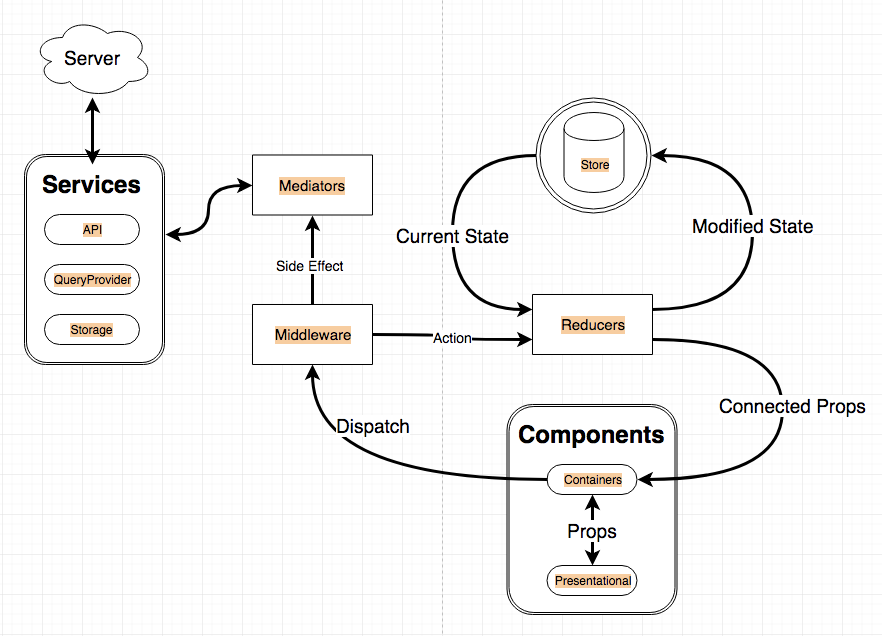 Server
Services
API
QueryProvider
Storage
Mediators
Side Effect
Middleware
Action
Dispatch
Store
Current State
Modified State
Reducers
Connected Props
Components
Containers
Props
Presentational